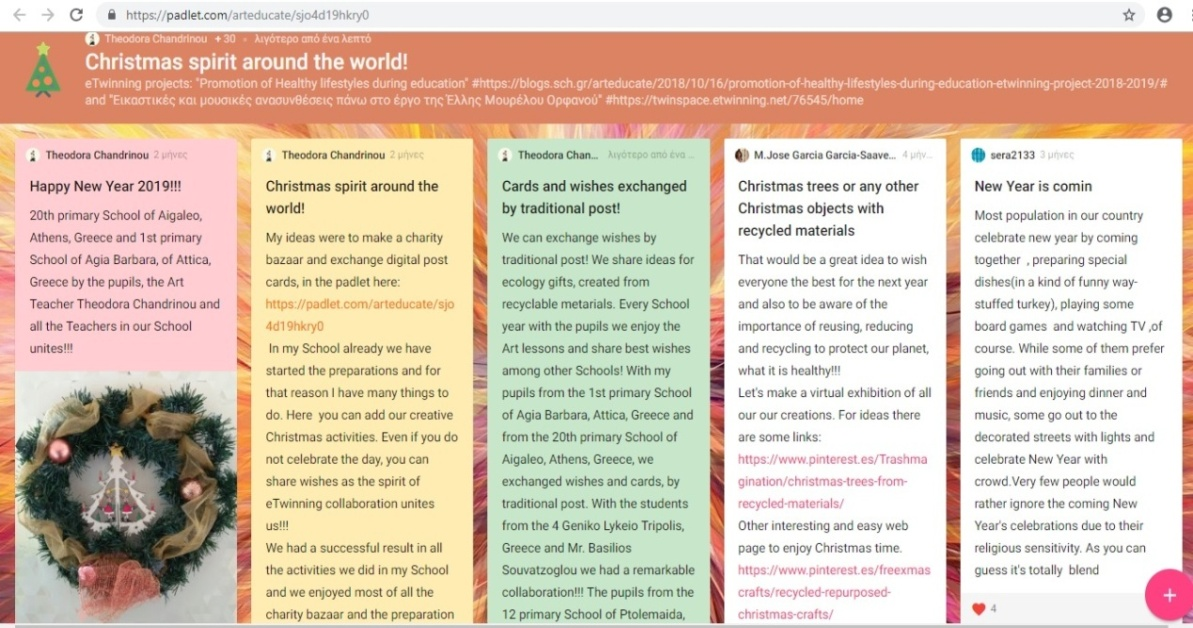 https://padlet.com/arteducate/sjo4d19hkry0
Theodora Chandrinou +30 • λιγότερο από ένα λεπτό
Christmas spirit around the world!
eTwinning projects: "Promotion of Healthy lifestyles during education" #https://blogs.sch.gr/arteducate/2018/10/16/promotion-of-healthy-lifestyles-during-education-etwinning-project-2018-2019/#
and "Εικαστικές και μουσικές ανασυνθέσεις πάνω στο έργο της Έλλης Μουρέλου Ορφανού" #https://twinspace.etwinning.net/76545/home
Theodora Chandrinou 2 μήνες
Happy New Year 2019!!!
20th primary School of Aigaleo,
Athens, Greece and 1st primary
School of Agia Barbara, of Attica,
Greece by the pupils, the Art
Teacher Theodora Chandrinou and
all the Teachers in our School
unites!!!
Theodora Chandrinou 2 μήνες
Christmas spirit around the
world!
My ideas were to make a charity
bazaar and exchange digital post
cards, in the padlet here:
https://padlet.com/arteducate/sjo
4d19hkry0
In my School already we have
started the preparations and for
that reason I have many things to
do. Here you can add our creative
Christmas activities. Even if you do
not celebrate the day, you can
share wishes as the spirit of
eTwinning collaboration unites
us!!!
We had a successful result in all
the activities we did in my School
and we enjoyed most of all the
charity bazaar and the preparation
Theodora Chan... λιγότερο από ένα ...
Cards and wishes exchanged
by traditional post!
We can exchange wishes by
traditional post! We share ideas for
ecology gifts, created from
recyclable metarials. Every School
year with the pupils we enjoy the
Art lessons and share best wishes
among other Schools! With my
pupils from the 1st primary School
of Agia Barbara, Attica, Greece and
from the 20th primary School of
Aigaleo, Athens, Greece, we
exchanged wishes and cards, by
traditional post. With the students
from the 4 Geniko Lykeio Tripolis,
Greece and Mr. Basilios
Souvatzoglou we had a remarkable
collaboration!!! The pupils from the
12 primary School of Ptolemaida,
M.Jose Garcia Garcia-Saave... 4 μήν...
Christmas trees or any other
Christmas objects with
recycled materials
That would be a great idea to wish
everyone the best for the next year
and also to be aware of the
importance of reusing, reducing
and recycling to protect our planet,
what it is healthy!!!
Let's make a virtual exhibition of all
our our creations. For ideas there
are some links:
https://www.pinterest.es/Trashma
gination/christmas-trees-from-
recycled-materials/
Other interesting and easy web
page to enjoy Christmas time.
https://www.pinterest.es/freexmas
crafts/recycled-repurposed-
christmas-crafts/
sera2133 3 μήνες
New Year is comin
Most population in our country
celebrate new year by coming
together , preparing special
dishes(in a kind of funny way-
stuffed turkey), playing some
board games and watching TV ,of
course. While some of them prefer
going out with their families or
friends and enjoying dinner and
music, some go out to the
decorated streets with lights and
celebrate New Year with
crowd.Very few people would
rather ignore the coming New
Year's celebrations due to their
religious sensitivity. As you can
guess it's totally blend
4